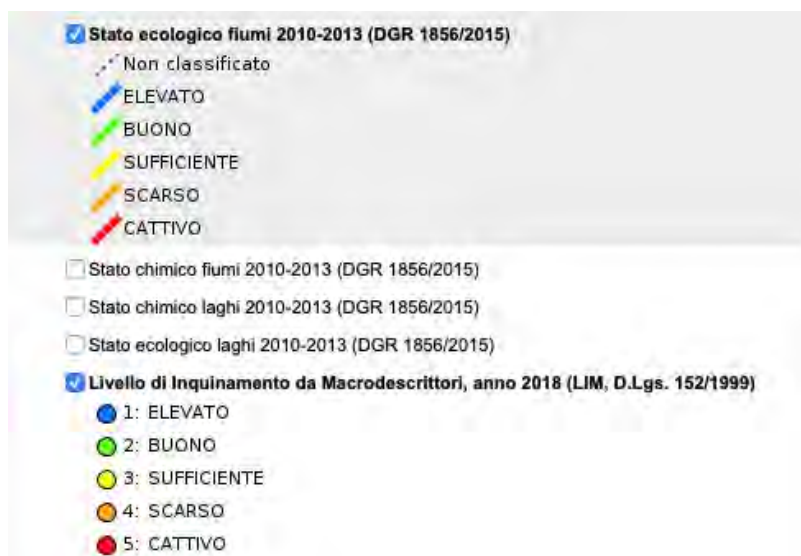 Stato ecologico fiumi 2010-2013 (DGR 1856/2015)
Non classificato
ELEVATO
BUONO
SUFFICIENTE
SCARSO
CATTIVO
Stato chimico fiumi 2010-2013 (DGR 1856/2015)
Stato chimico laghi 2010-2013 (DGR 1856/2015)
Stato ecologico laghi 2010-2013 (DGR 1856/2015)
Livello di Inquinamento da Macrodescrittori, anno 2018 (LIM, D.Lgs. 152/1999)
1: ELEVATO
2: BUONO
3: SUFFICIENTE
4: SCARSO
5: CATTIVO